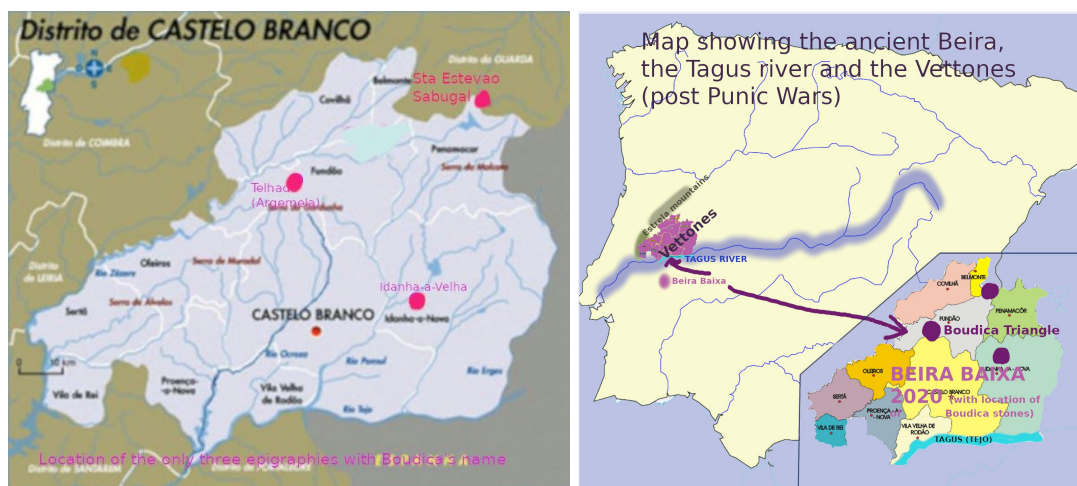 Distrito de CASTELO BRANCO
N
S
Distrito da GUARDA
Belmonte
Sta Estevao
Sabugal
Covilhã
Distrito de COIMBRA
Penamacor
Serra da Malcata
Fundão
Telhado
(Argemela)
Serra da Gardunha
Distrito
de LEIRIA
Oleiros
Serra do Muradal
Rio Zêzere
Idanha-a-Velha
Serra de Alvelos
Sertã
CASTELO BRANCO
Idanha-a-Nova
Rio Ocreza
Rio Ponsul
Rio Erges
Vila de Rei
Proença-
-a-Nova
Vila Velha
de Rodão
Rio Tejo
Location of the only three epigraphies with Boudica's name
Distrito de SANTARÉM
Map showing the ancient Beira,
the Tagus river and the Vettones
(post Punic Wars)
Estrela mountains
Vettones
TAGUS RIVER
Beira Baixa
BELMONTE
COVILHÃ
PENAMACÔR
FUNDÃO
Boudica Triangle
OLEIROS
BEIRA BAIXA
2020 (with location of
Boudica stones)
CASTELO BRANCO
SERTÃ
PROENÇA - A -
- NOVA
VILA DE REI
VILA VELHA DE
RODÃO
TAGUS (TEJO)